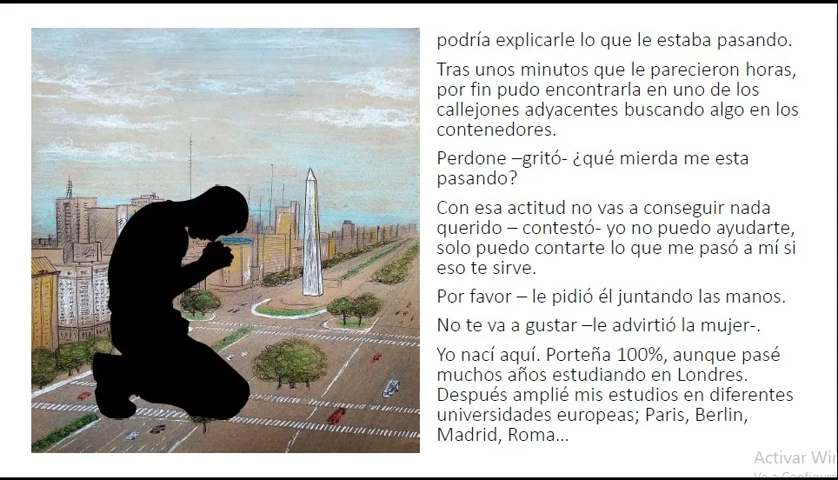 podría explicarle lo que le estaba pasando.
Tras unos minutos que le parecieron horas,
por fin pudo encontrarla en uno de los
callejones adyacentes buscando algo en los
contenedores.
Perdone –gritó- ¿qué mierda me esta
pasando?
Con esa actitud no vas a conseguir nada
querido – contestó- yo no puedo ayudarte,
solo puedo contarte lo que me pasó a mí si
eso te sirve.
Por favor – le pidió él juntando las manos.
No te va a gustar –le advirtió la mujer-.
Yo nací aquí. Porteña 100%, aunque pasé
muchos años estudiando en Londres.
Después amplié mis estudios en diferentes
universidades europeas; Paris, Berlin,
Madrid, Roma...
Activar Wi